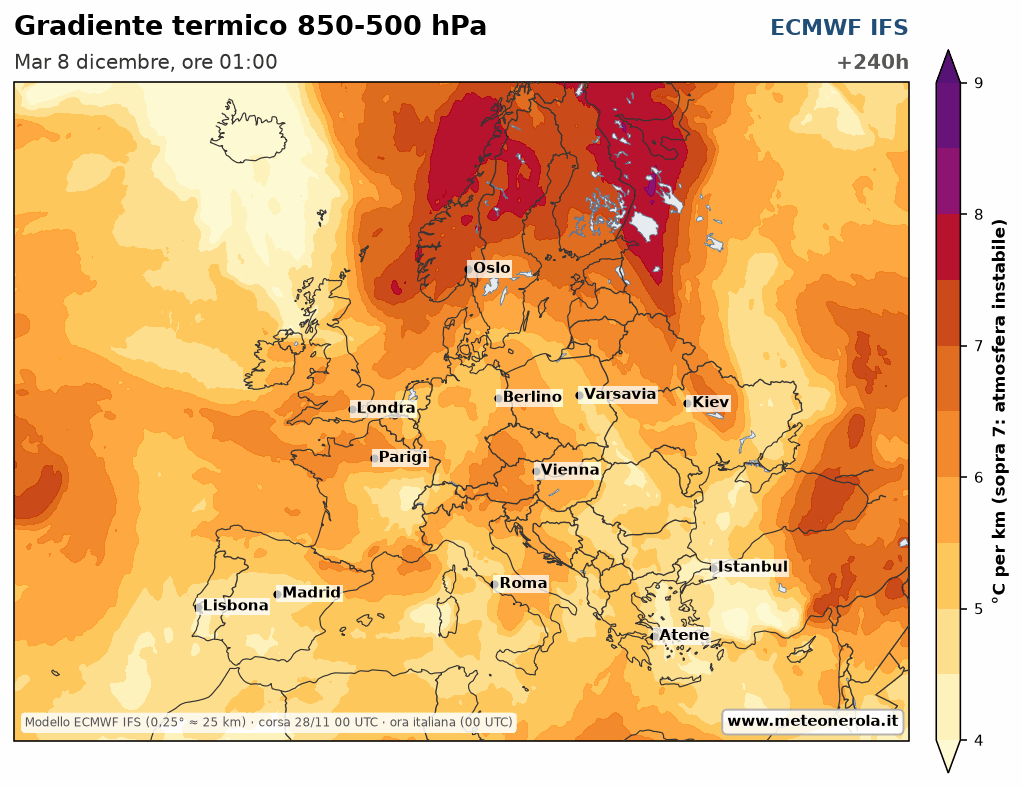 Gradiente termico 850-500 hPa
ECMWF IFS
Mar 8 dicembre, ore 01:00
+240h
Oslo
Berlino
Varsavia
Kiev
Londra
Parigi
Vienna
Istanbul
Roma
Madrid
Lisbona
Atene
Modello ECMWF IFS (0,25° ≈ 25 km) · corsa 28/11 00 UTC · ora italiana (00 UTC)
www.meteonerola.it
9
8
7
6
5
4
°C per km (sopra 7: atmosfera instabile)